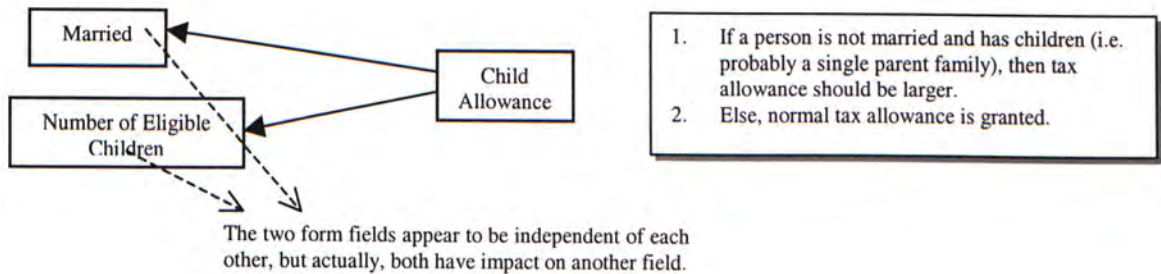 Married
Number of Eligible
Children
Child
Allowance
The two form fields appear to be independent of each
other, but actually, both have impact on another field.
1. If a person is not married and has children (i.e.
probably a single parent family), then tax
allowance should be larger.
2. Else, normal tax allowance is granted.